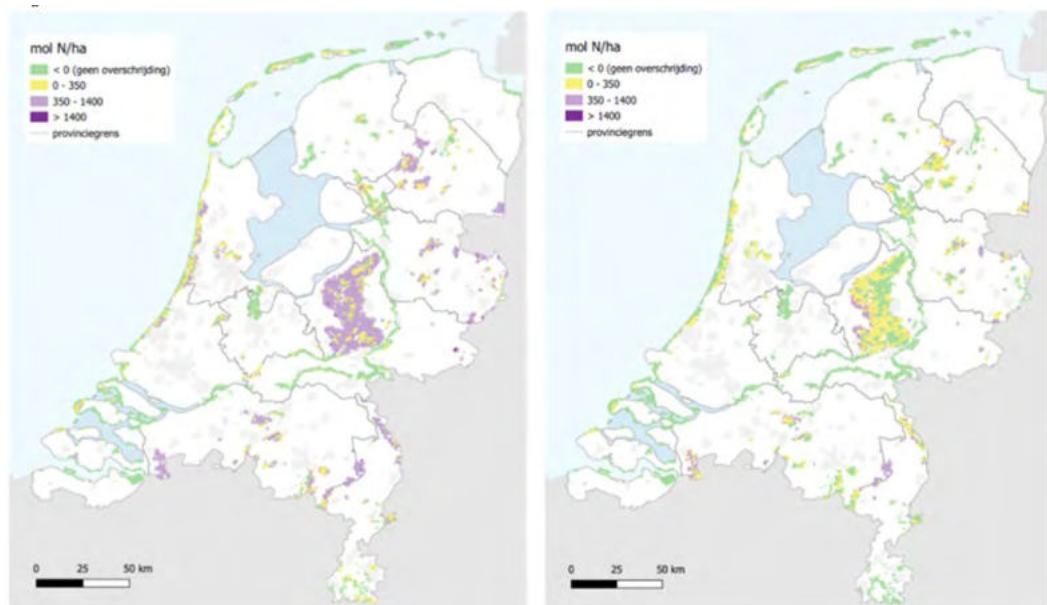 mol N/ha
< 0 (geen overschrijding)
0 - 350
350 - 1400
> 1400
provinciegrens
0 25 50 km
mol N/ha
< 0 (geen overschrijding)
0 - 350
350 - 1400
> 1400
provinciegrens
0 25 50 km